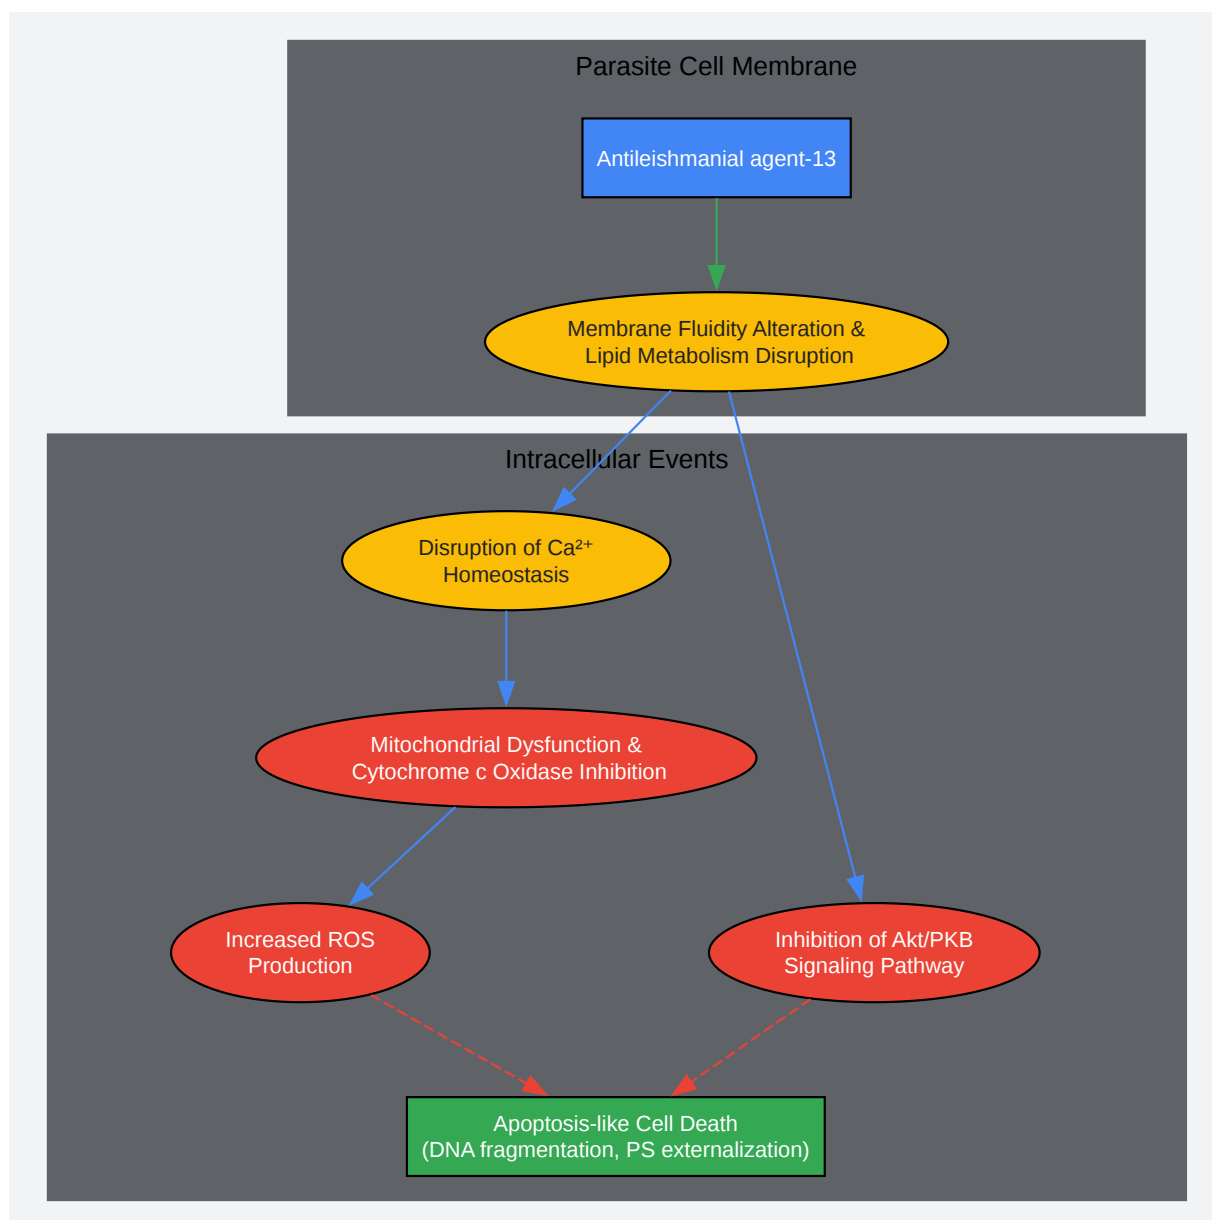 Parasite Cell Membrane
Antileishmanial agent-13
Membrane Fluidity Alteration &
Lipid Metabolism Disruption
Intracellular Events
Disruption of Ca²⁺
Homeostasis
Mitochondrial Dysfunction &
Cytochrome c Oxidase Inhibition
Increased ROS
Production
Inhibition of Akt/PKB
Signaling Pathway
Apoptosis-like Cell Death
(DNA fragmentation, PS externalization)